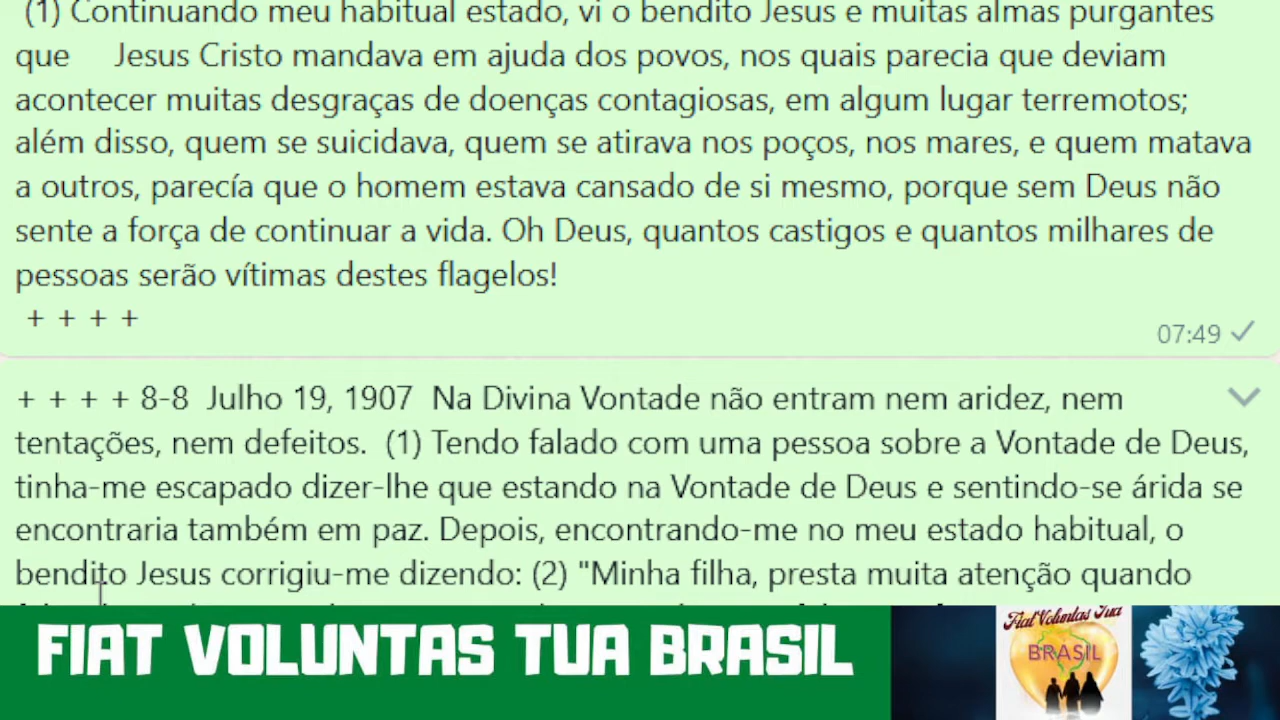 (1) Continuando meu habitual estado, vi o bendito Jesus e muitas almas purgantes
que Jesus Cristo mandava em ajuda dos povos, nos quais parecia que deviam
acontecer muitas desgraças de doenças contagiosas, em algum lugar terremotos;
além disso, quem se suicidava, quem se atirava nos poços, nos mares, e quem matava
a outros, parecía que o homem estava cansado de si mesmo, porque sem Deus não
sente a força de continuar a vida. Oh Deus, quantos castigos e quantos milhares de
pessoas serão vítimas destes flagelos!
+ + + +
07:49
+ + + + 8-8 Julho 19, 1907 Na Divina Vontade não entram nem aridez, nem
tentações, nem defeitos. (1) Tendo falado com uma pessoa sobre a Vontade de Deus,
tinha-me escapado dizer-lhe que estando na Vontade de Deus e sentindo-se árida se
encontraria também em paz. Depois, encontrando-me no meu estado habitual, o
bendito Jesus corrigiu-me dizendo: (2) "Minha filha, presta muita atenção quando
FIAT VOLUNTAS TUA BRASIL
Fiat Voluntas Tua
BRASIL